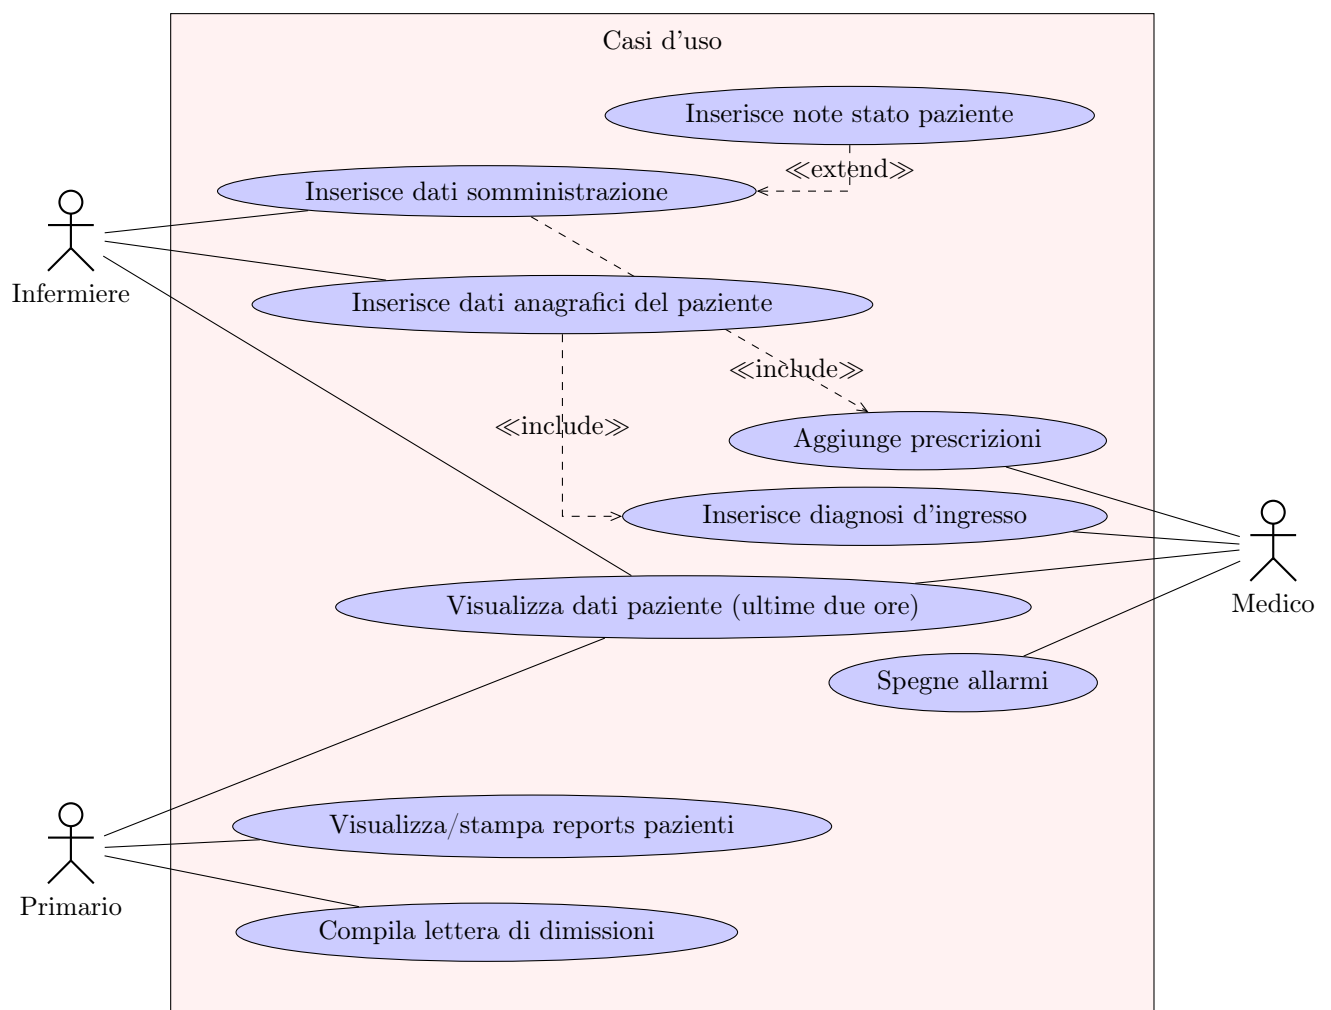 Casi d'uso
Inserisce note stato paziente
≪extend≫
Inserisce dati somministrazione
Infermiere
Inserisce dati anagrafici del paziente
≪include≫
≪include≫
Aggiunge prescrizioni
Inserisce diagnosi d'ingresso
Medico
Visualizza dati paziente (ultime due ore)
Spegne allarmi
Visualizza/stampa reports pazienti
Primario
Compila lettera di dimissioni